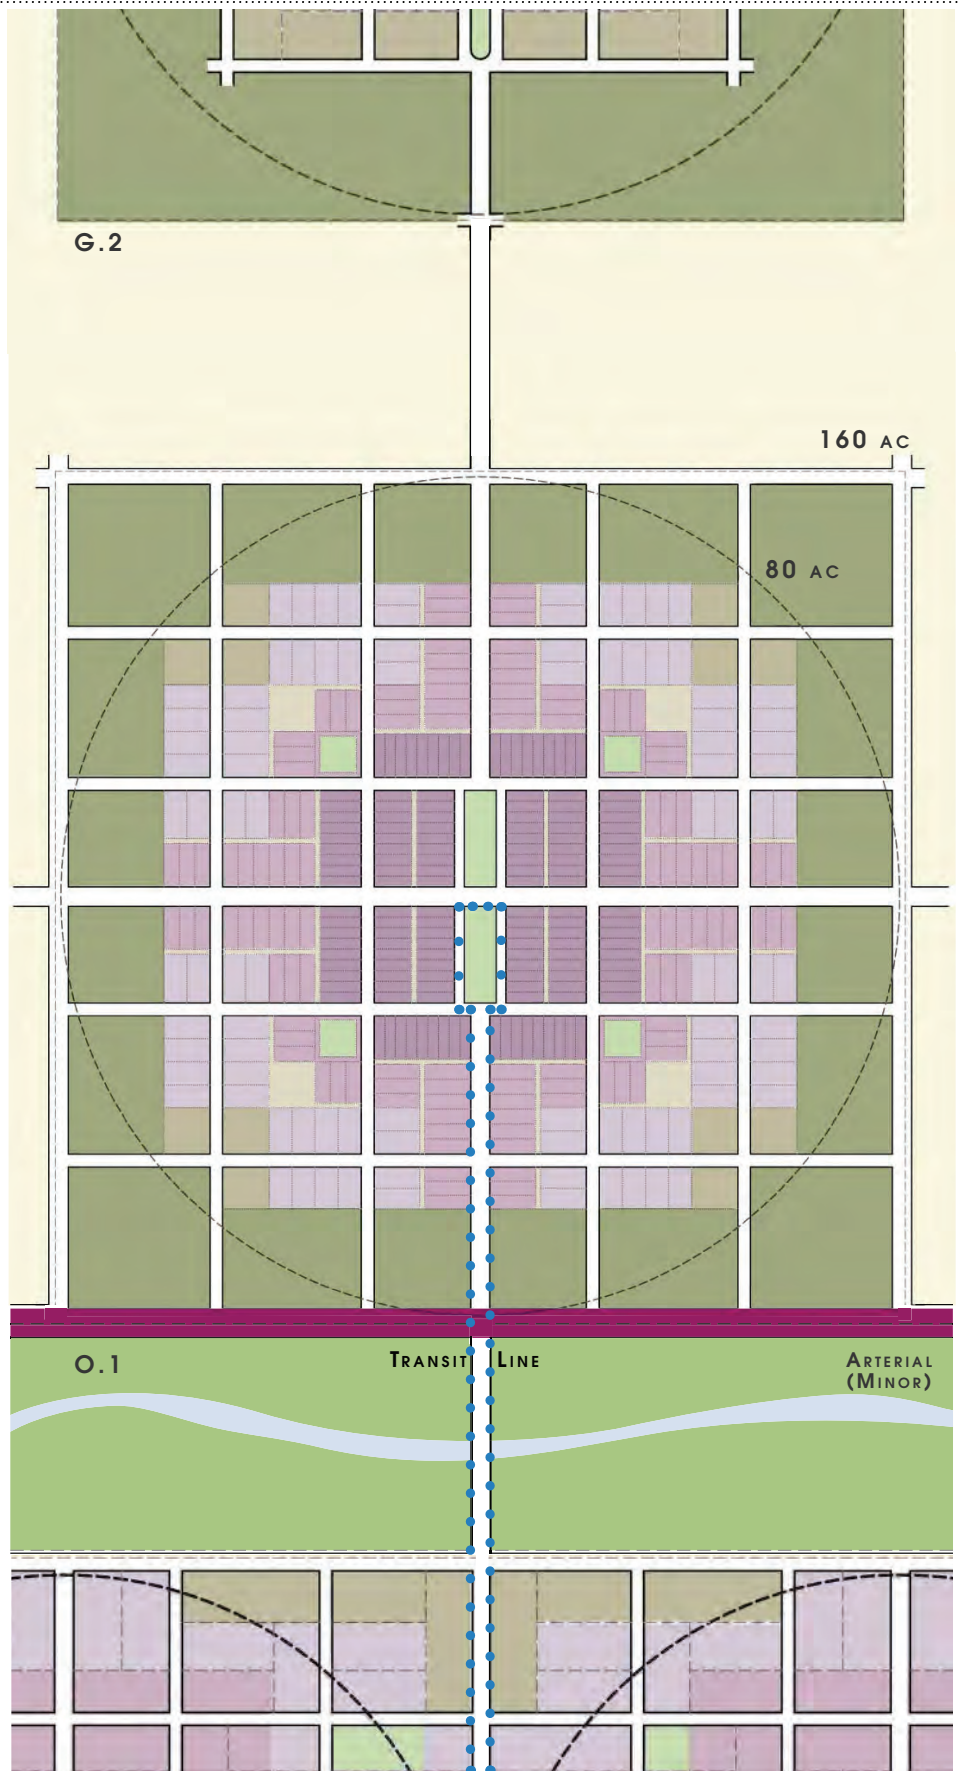 G.2
160 AC
80 AC
O.1
TRANSIT LINE
ARTERIAL
(MINOR)